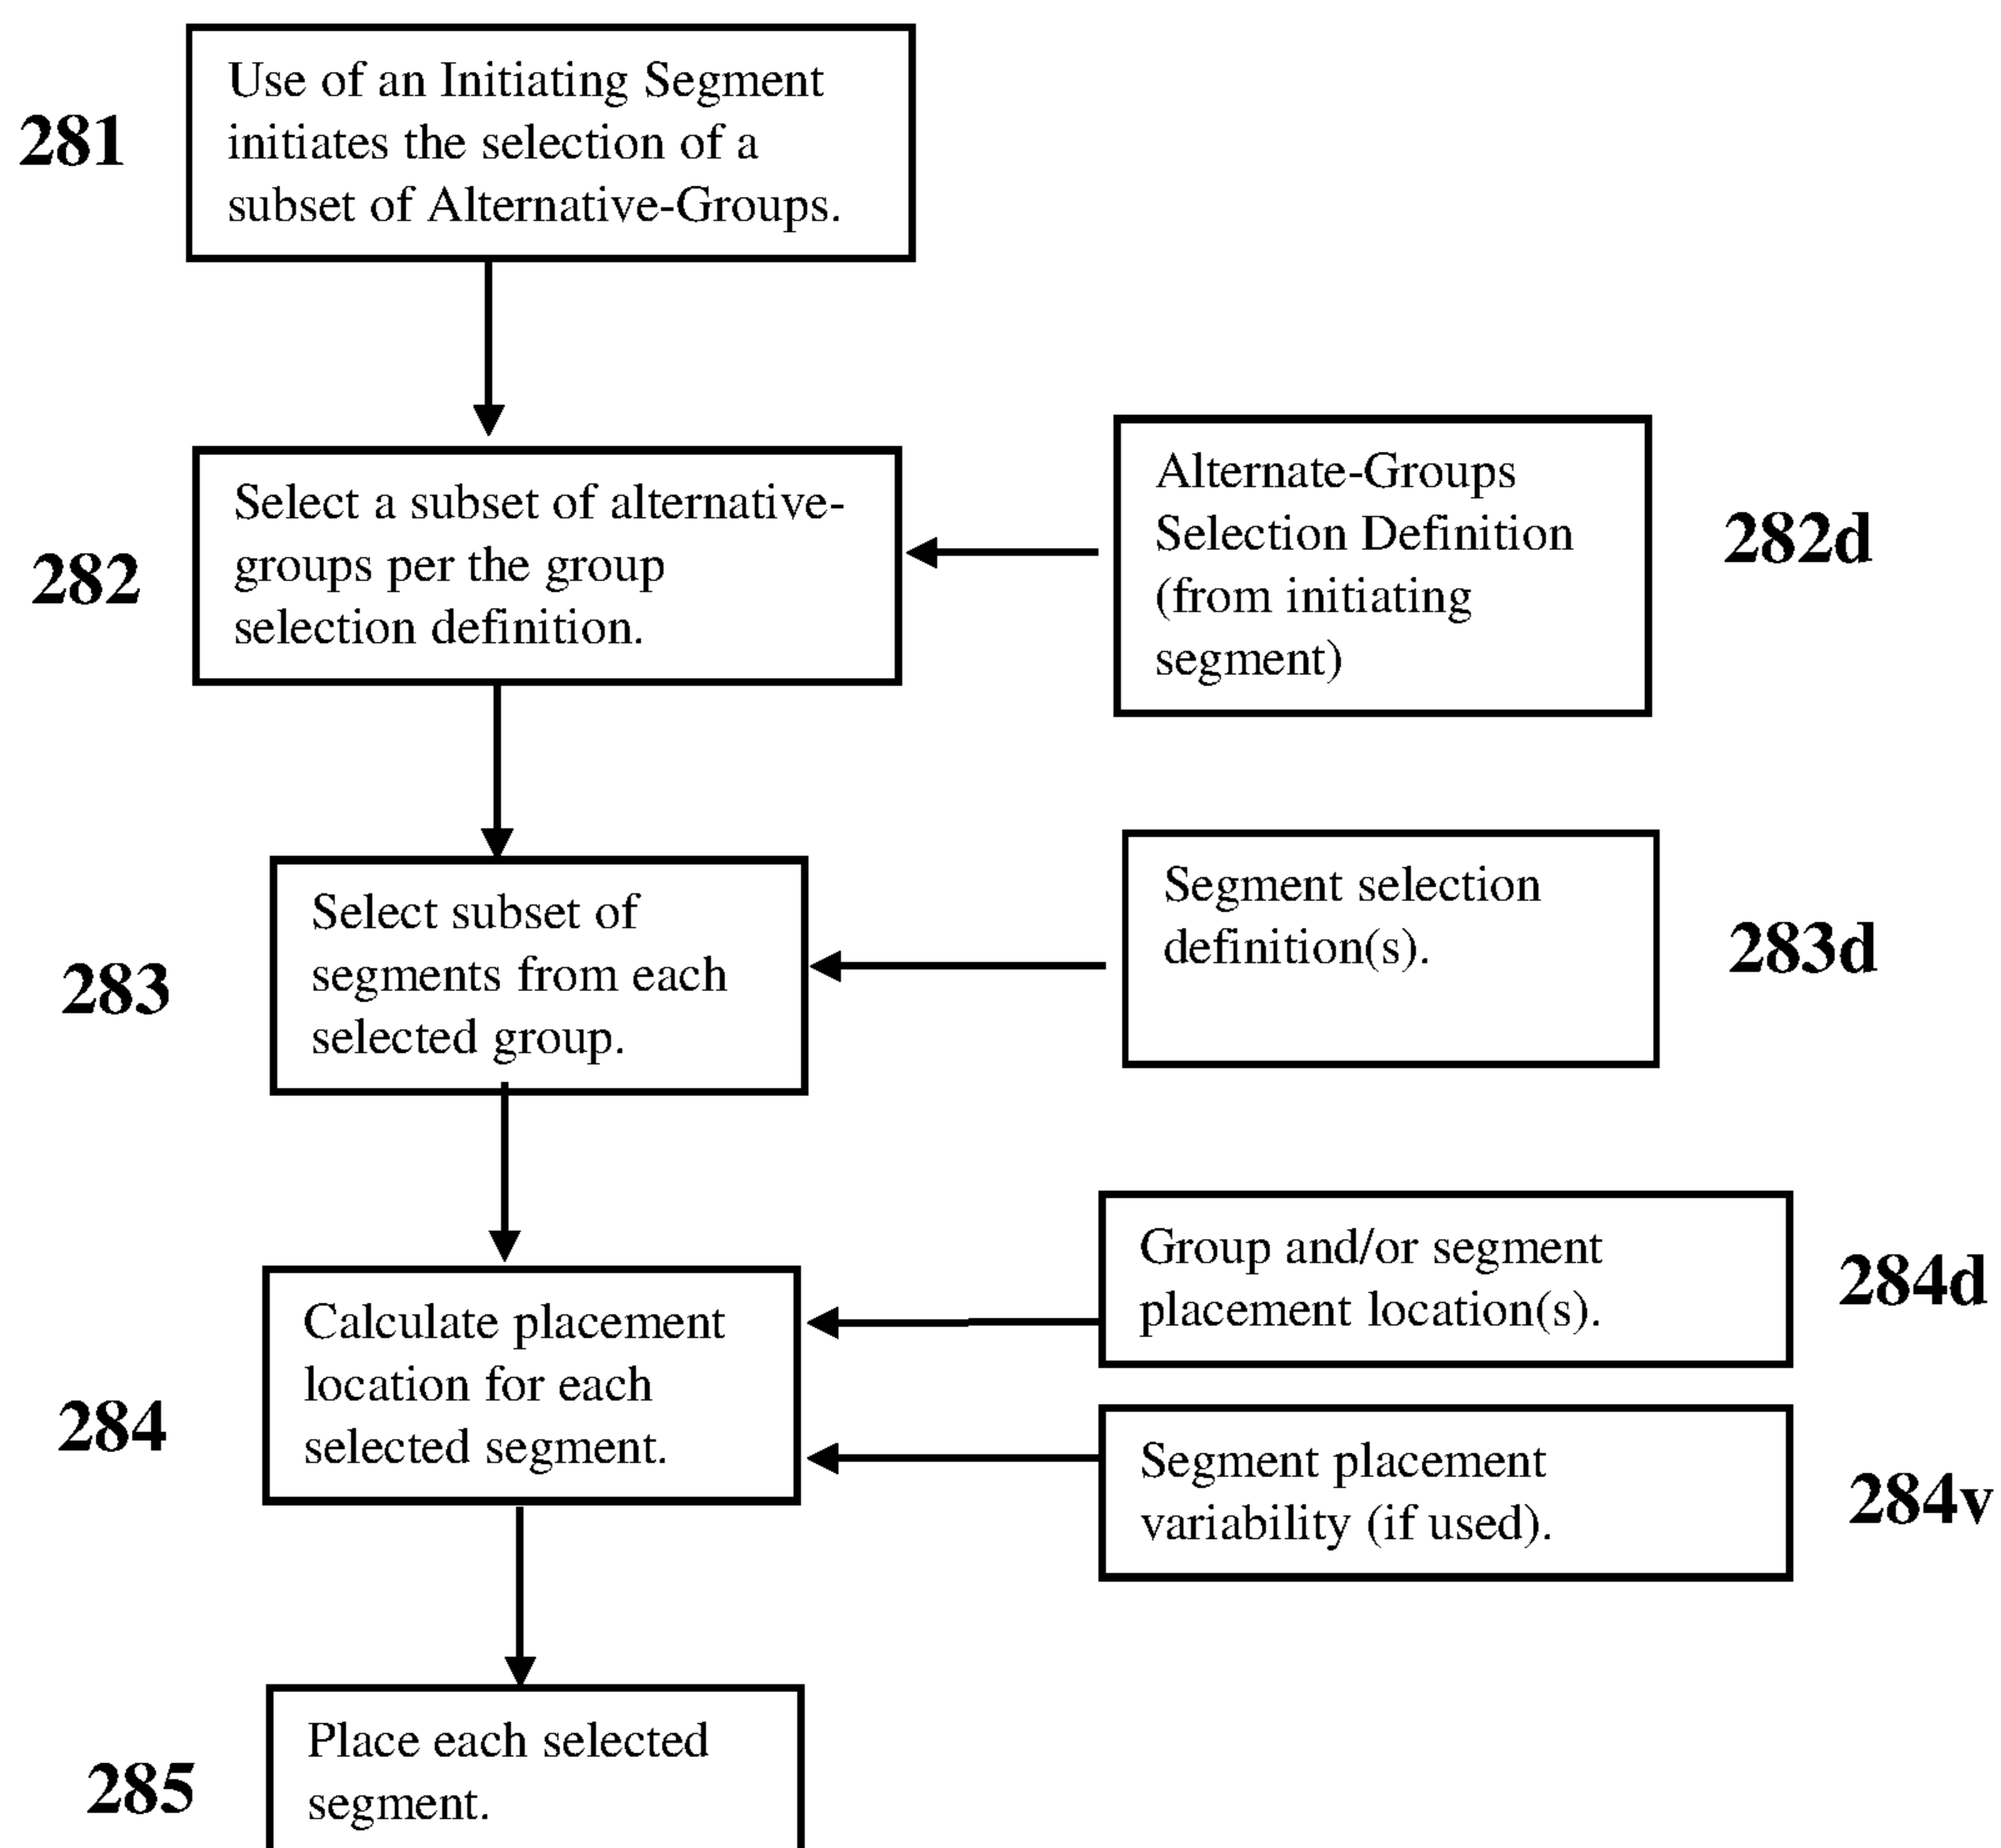 281
Use of an Initiating Segment
initiates the selection of a
subset of Alternative-Groups.
282
Select a subset of alternative-
groups per the group
selection definition.
Alternate-Groups
Selection Definition
(from initiating
segment)
282d
283
Select subset of
segments from each
selected group.
Segment selection
definition(s).
283d
284
Calculate placement
location for each
selected segment.
Group and/or segment
placement location(s).
284d
Segment placement
variability (if used).
284v
285
Place each selected
segment.